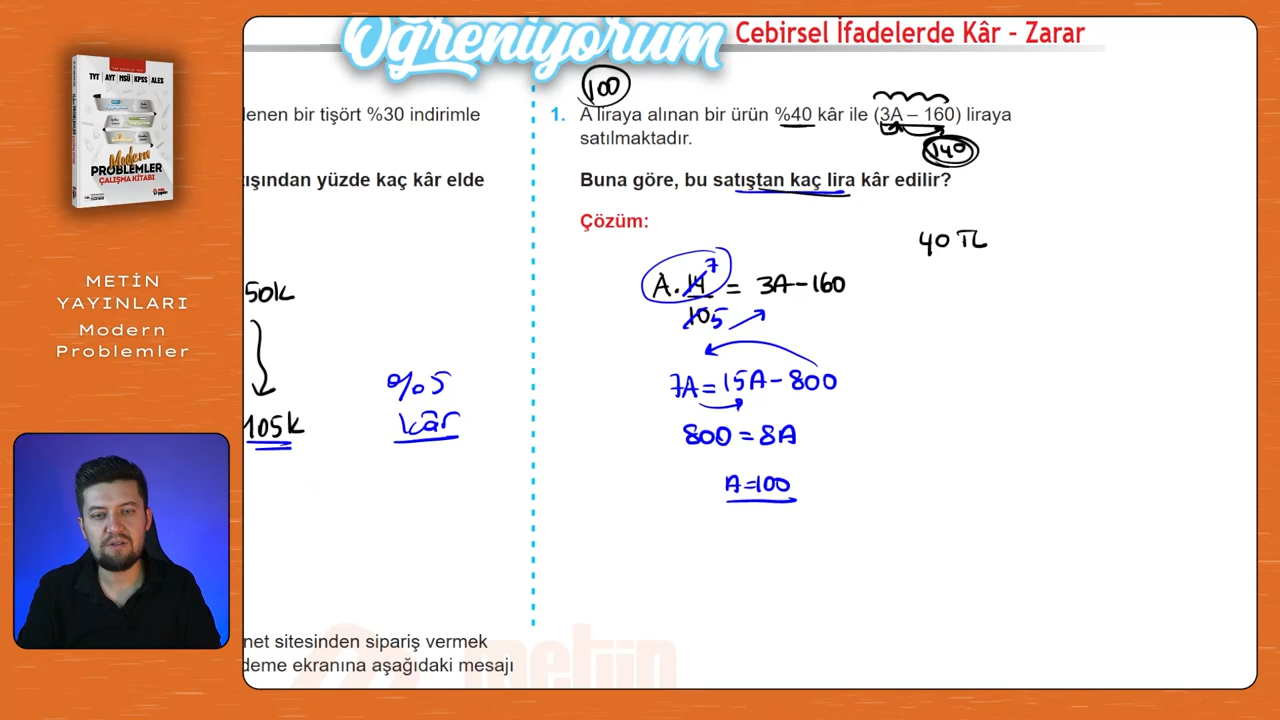 Öğreniyorum
Cebirsel İfadelerde Kâr - Zarar
TYT AYT MSÜ KPSS ALES
Modern
PROBLEMLER
ÇALIŞMA KİTABI
METİN
YAYINLARI
Modern
Problemler
lenen bir tişört %30 indirimle
tışından yüzde kaç kâr elde
50k
105k
%5
kâr
net sitesinden sipariş vermek
deme ekranına aşağıdaki mesajı
100
1. A liraya alınan bir ürün %40 kâr ile (3A – 160) liraya
satılmaktadır.
140
Buna göre, bu satıştan kaç lira kâr edilir?
Çözüm:
40 TL
A . 14 7 = 3A - 160
10 5
7A = 15A - 800
800 = 8A
A = 100
metin